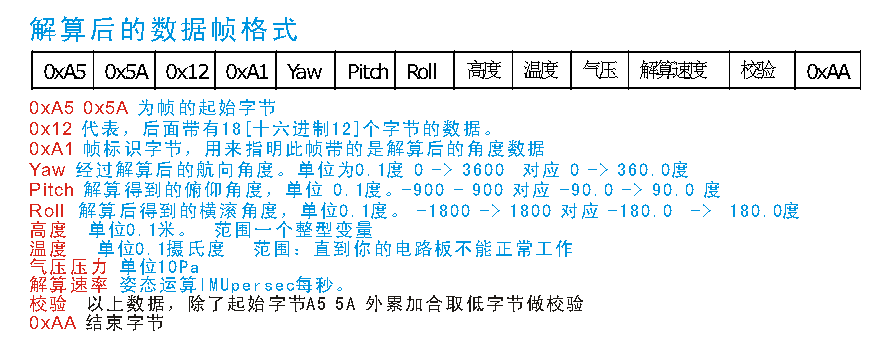 解算后的数据帧格式
0xA5 0x5A 0x12 0xA1 Yaw Pitch Roll 高度 温度 气压 解算速度 校验 0xAA
0xA5 0x5A 为帧的起始字节
0x12 代表，后面带有18[十六进制12]个字节的数据。
0xA1 帧标识字节，用来指明此帧带的是解算后的角度数据
Yaw 经过解算后的航向角度。单位为0.1度 0 -> 3600 对应 0 -> 360.0度
Pitch 解算得到的俯仰角度，单位 0.1度。-900 - 900 对应 -90.0 -> 90.0 度
Roll 解算后得到的横滚角度，单位0.1度。 -1800 -> 1800 对应 -180.0 -> 180.0度
高度 单位0.1米。 范围一个整型变量
温度 单位0.1摄氏度 范围：直到你的电路板不能正常工作
气压压力 单位10Pa
解算速率 姿态运算IMUpersec每秒。
校验 以上数据，除了起始字节A5 5A 外累加合取低字节做校验
0xAA 结束字节